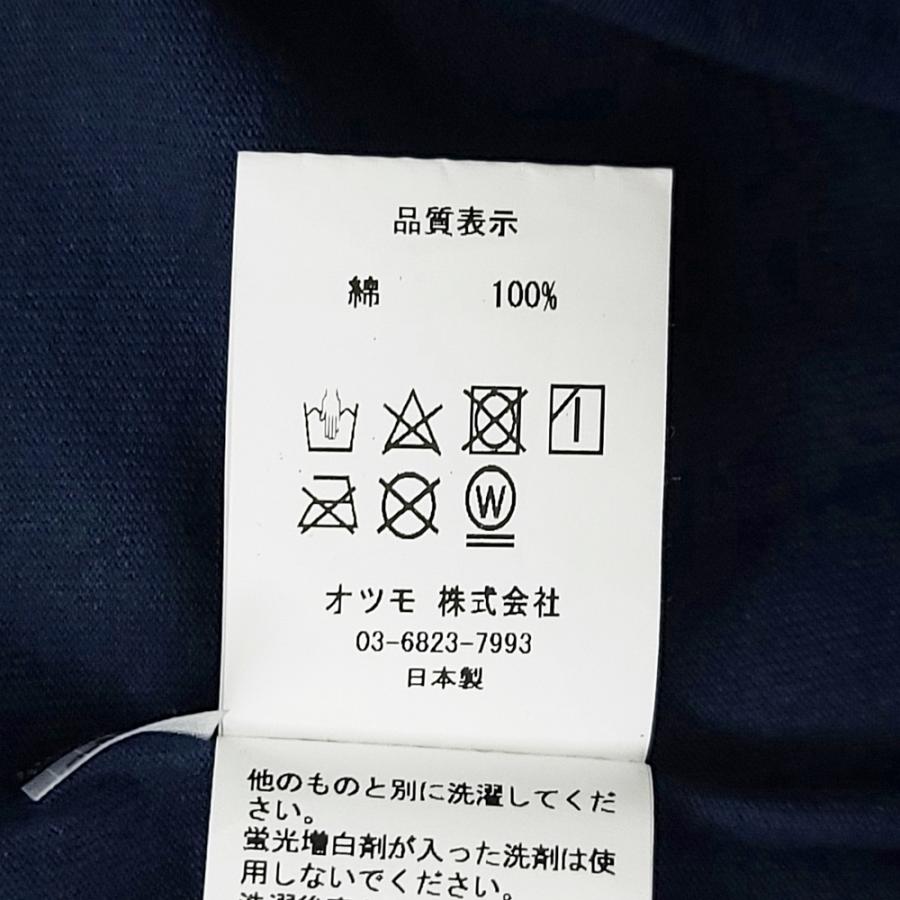 品質表示
綿 100%
W
オツモ 株式会社
03-6823-7993
日本製
他のものと別に洗濯してくだ
さい。
蛍光増白剤が入った洗剤は使
用しないでください。